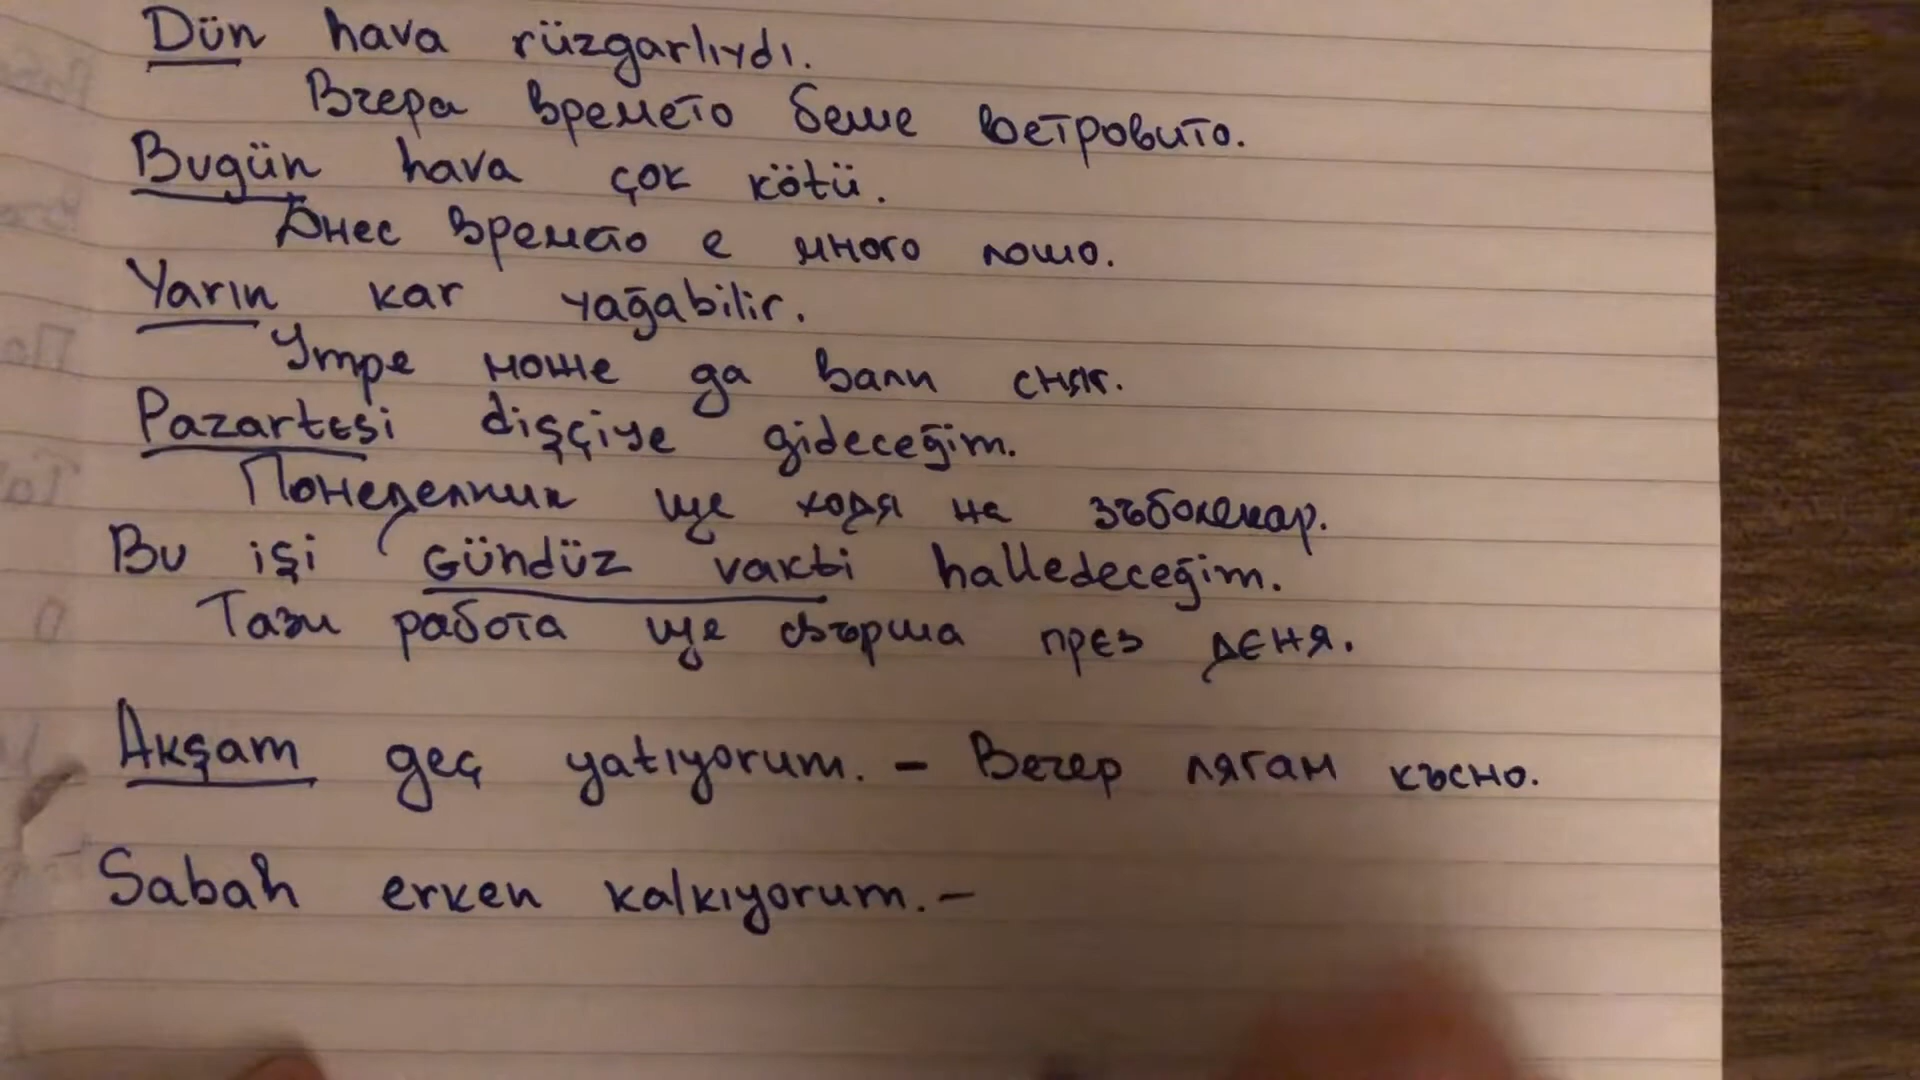 Dün hava rüzgarlıydı.
Вчера времето беше ветровито.
Bugün hava çok kötü.
Днес времето е много лошо.
Yarın kar yağabilir.
Утре може да вали сняг.
Pazartesi dişçiye gideceğim.
Понеделник ще ходя на зъболекар.
Bu işi gündüz vakti halledeceğim.
Тази работа ще свърша през деня.
Akşam geç yatıyorum. - Вечер лягам късно.
Sabah erken kalkıyorum. -